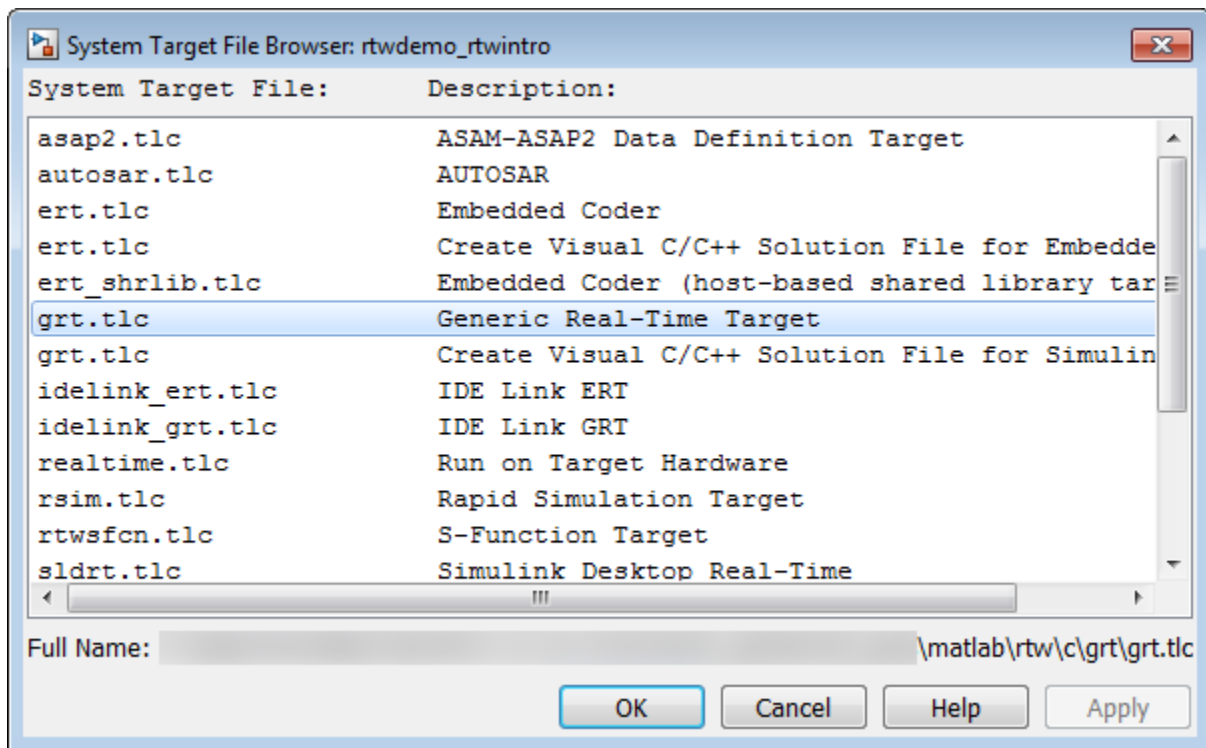 System Target File Browser: rtwdemo_rtwintro
System Target File: Description:
asap2.tlc ASAM-ASAP2 Data Definition Target
autosar.tlc AUTOSAR
ert.tlc Embedded Coder
ert.tlc Create Visual C/C++ Solution File for Embedde
ert_shrlib.tlc Embedded Coder (host-based shared library tar
grt.tlc Generic Real-Time Target
grt.tlc Create Visual C/C++ Solution File for Simulin
idelink_ert.tlc IDE Link ERT
idelink_grt.tlc IDE Link GRT
realtime.tlc Run on Target Hardware
rsim.tlc Rapid Simulation Target
rtwsfcn.tlc S-Function Target
sldrt.tlc Simulink Desktop Real-Time
Full Name: \matlab\rtw\c\grt\grt.tlc
OK Cancel Help Apply